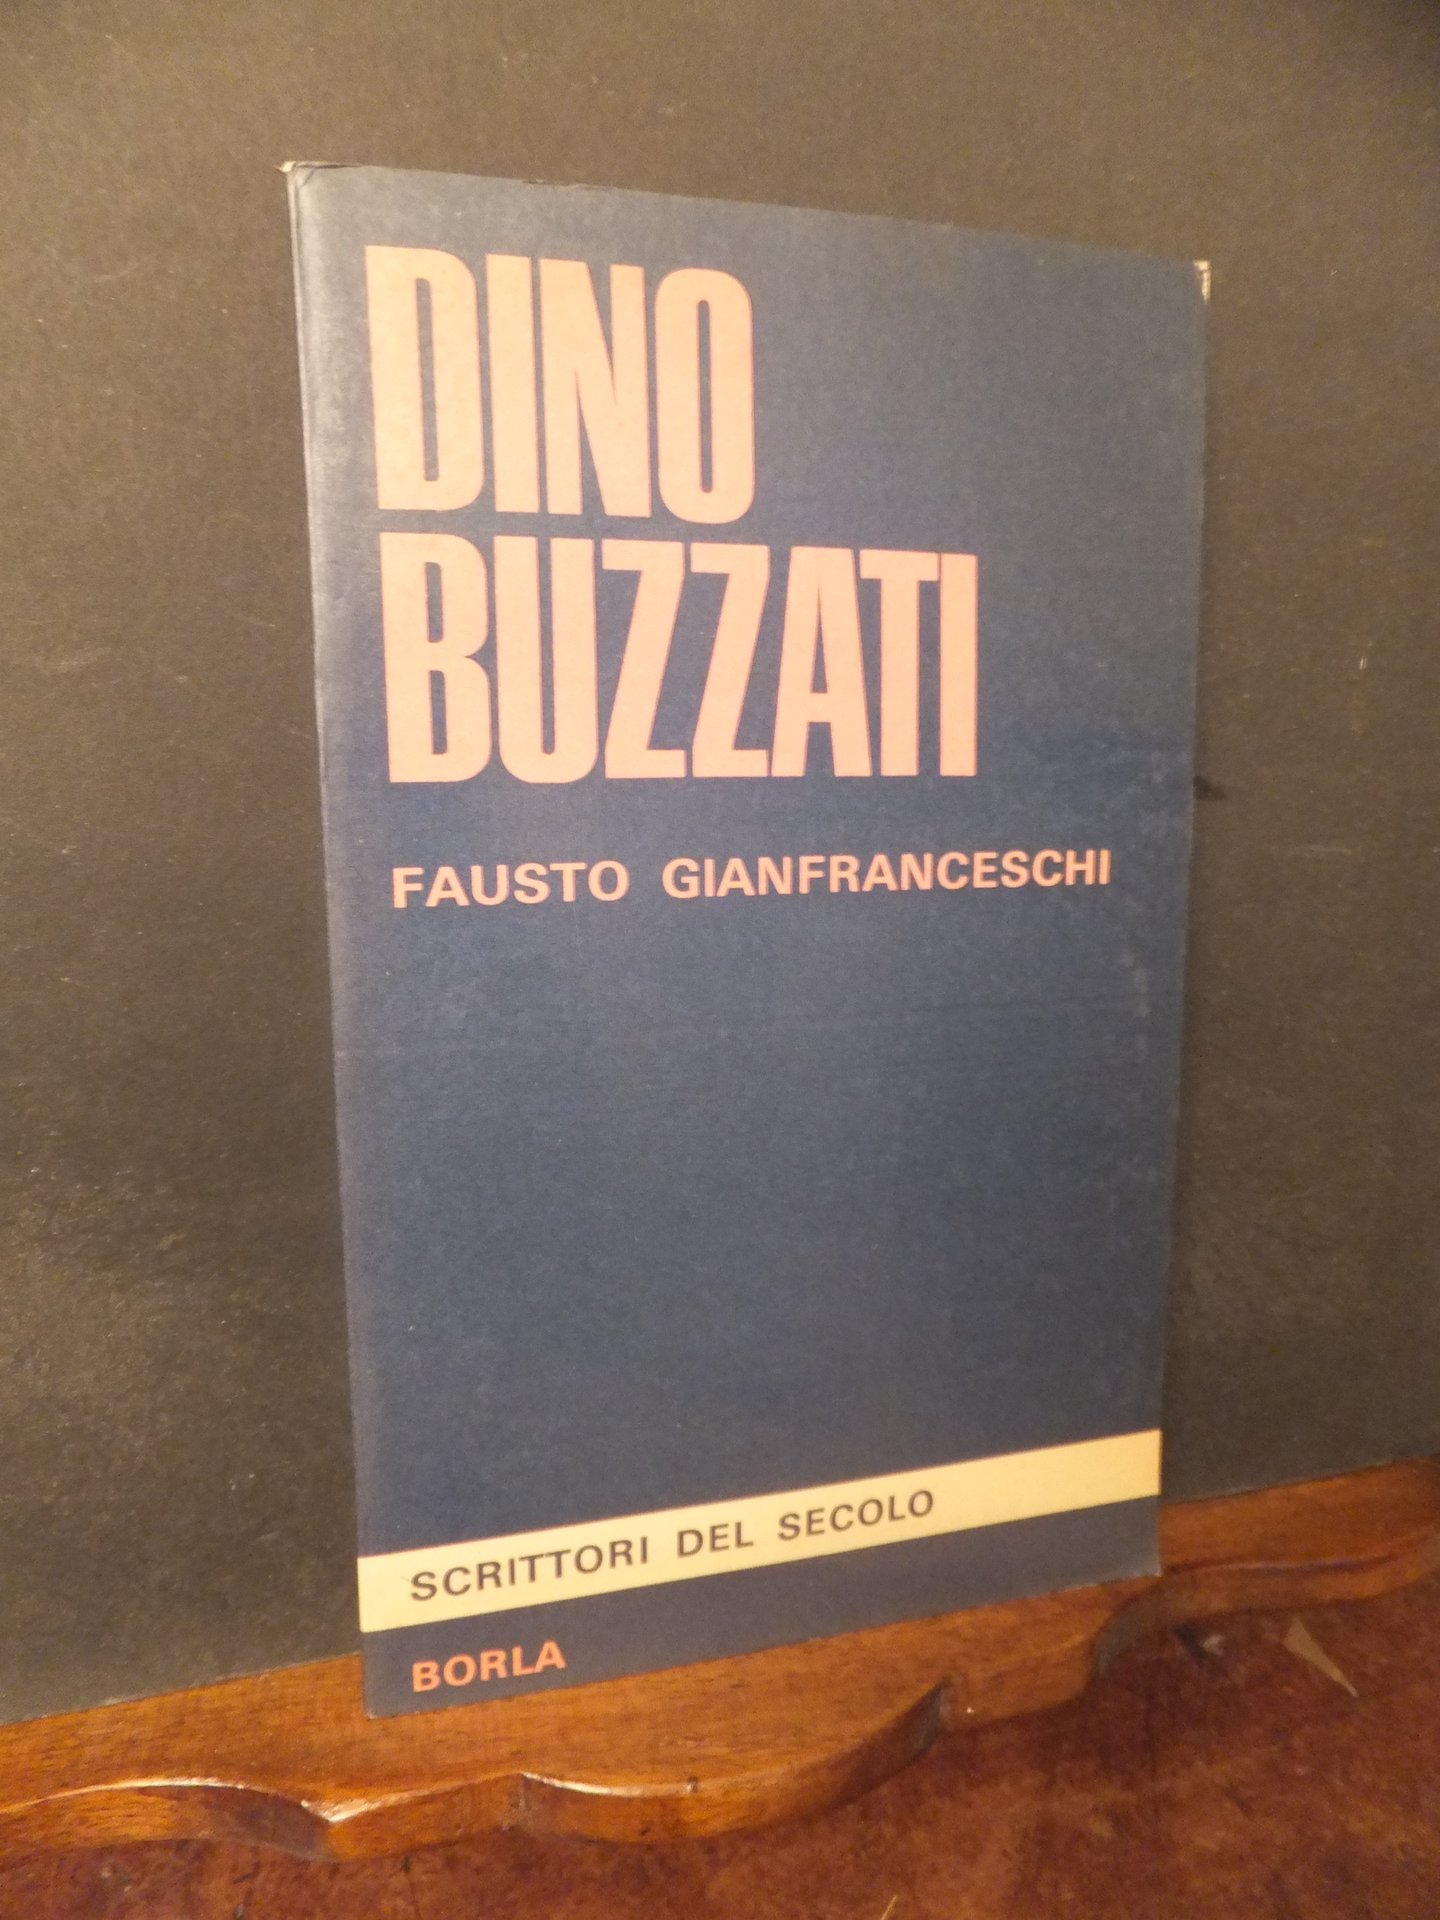 DINO
BUZZATI
FAUSTO GIANFRANCESCHI
SCRITTORI DEL SECOLO
BORLA